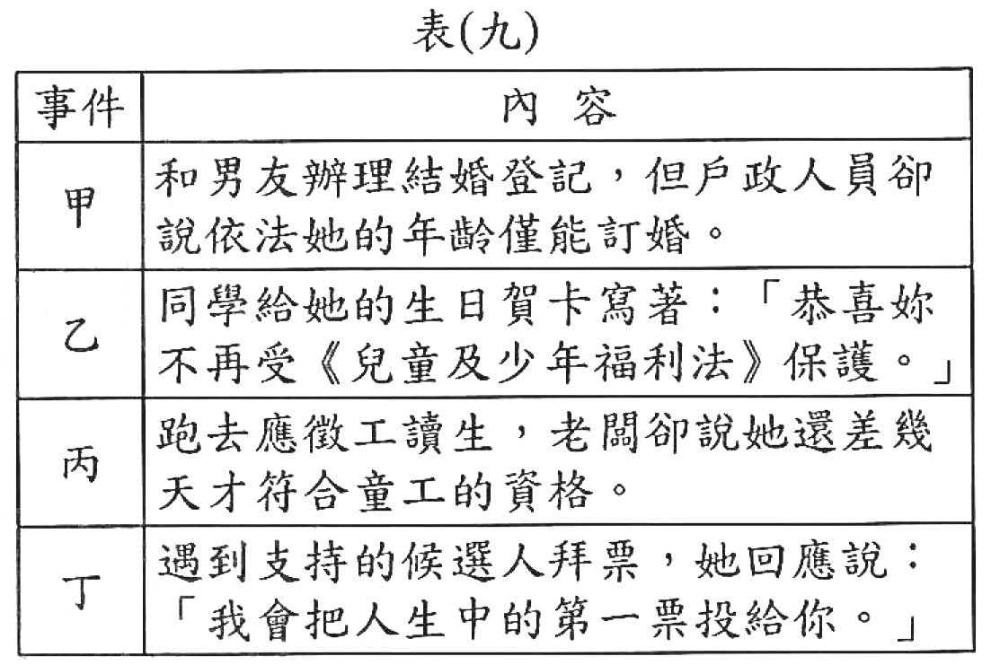 表(九)
事件 內容
甲
和男友辦理結婚登記,但戶政人員卻
說依法她的年齡僅能訂婚。
乙
同學給她的生日賀卡寫著:「恭喜妳
不再受《兒童及少年福利法》保護。」
丙
跑去應徵工讀生,老闆卻說她還差幾
天才符合童工的資格。
丁
遇到支持的候選人拜票,她回應說:
「我會把人生中的第一票投給你。」